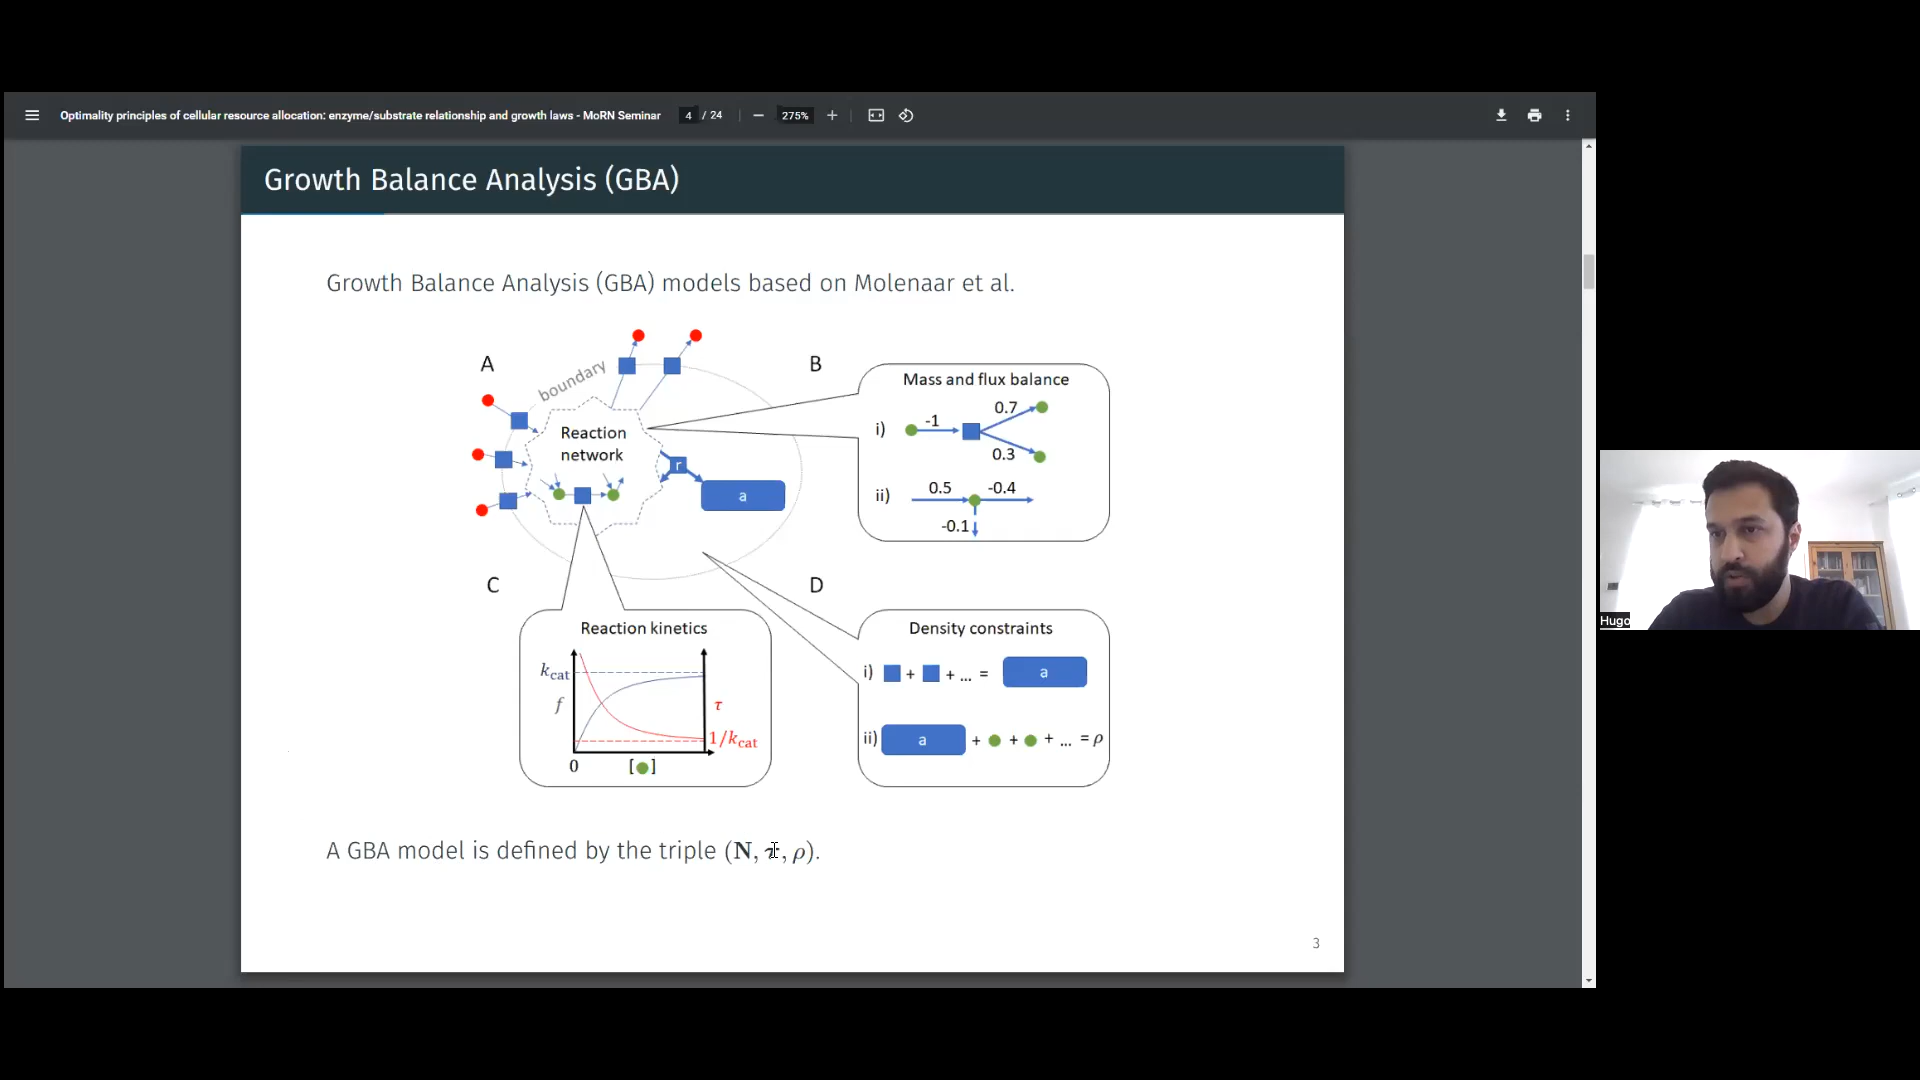 Optimality principles of cellular resource allocation: enzyme/substrate relationship and growth laws - MoRN Seminar 4 / 24 275%
Growth Balance Analysis (GBA)
Growth Balance Analysis (GBA) models based on Molenaar et al.
A
boundary
Reaction
network
r
a
B
Mass and flux balance
i) -1 0.7
0.3
ii) 0.5 -0.4
-0.1
C
Reaction kinetics
kcat
f
τ
1/kcat
0 [ ]
D
Density constraints
i) + + ... = a
ii) a + + + ... = ρ
A GBA model is defined by the triple (N, τ, ρ).
3
Hugo